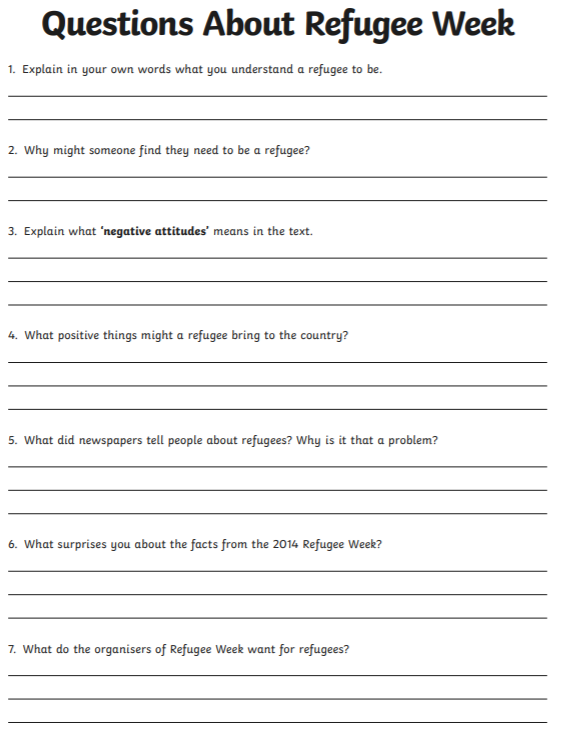 Questions About Refugee Week
1. Explain in your own words what you understand a refugee to be.
2. Why might someone find they need to be a refugee?
3. Explain what ‘negative attitudes’ means in the text.
4. What positive things might a refugee bring to the country?
5. What did newspapers tell people about refugees? Why is it that a problem?
6. What surprises you about the facts from the 2014 Refugee Week?
7. What do the organisers of Refugee Week want for refugees?